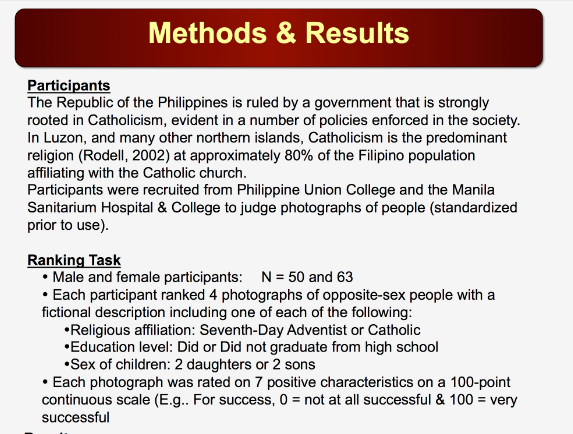 Methods & Results
Participants
The Republic of the Philippines is ruled by a government that is strongly
rooted in Catholicism, evident in a number of policies enforced in the society.
In Luzon, and many other northern islands, Catholicism is the predominant
religion (Rodell, 2002) at approximately 80% of the Filipino population
affiliating with the Catholic church.
Participants were recruited from Philippine Union College and the Manila
Sanitarium Hospital & College to judge photographs of people (standardized
prior to use).
Ranking Task
• Male and female participants: N = 50 and 63
• Each participant ranked 4 photographs of opposite-sex people with a
fictional description including one of each of the following:
•Religious affiliation: Seventh-Day Adventist or Catholic
•Education level: Did or Did not graduate from high school
•Sex of children: 2 daughters or 2 sons
• Each photograph was rated on 7 positive characteristics on a 100-point
continuous scale (E.g.. For success, 0 = not at all successful & 100 = very
successful